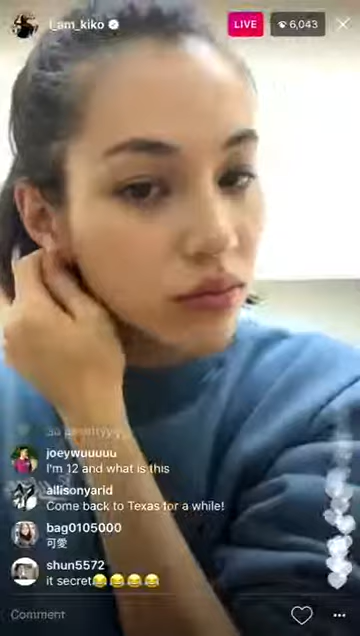 i_am_kiko
LIVE
6,043
joeywuuuuu
I'm 12 and what is this
allisonyarid
Come back to Texas for a while!
bag0105000
可愛
shun5572
it secret😂😂😂😂
Comment